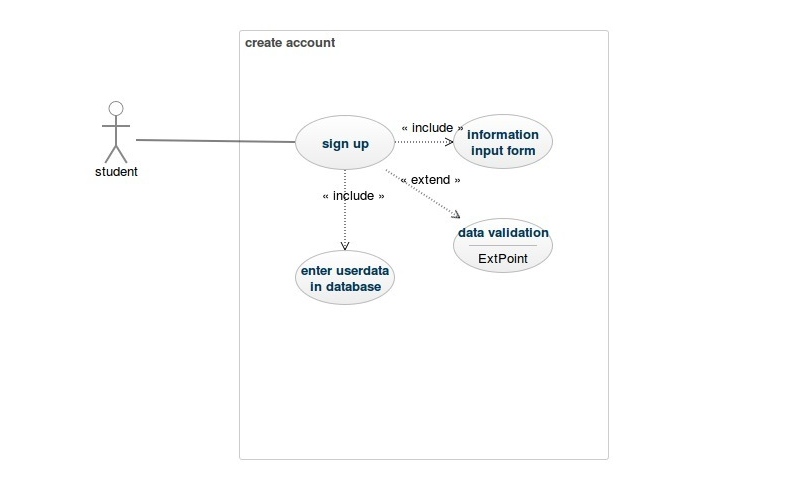 create account
student
sign up
« include »
information
input form
« extend »
« include »
data validation
ExtPoint
enter userdata
in database